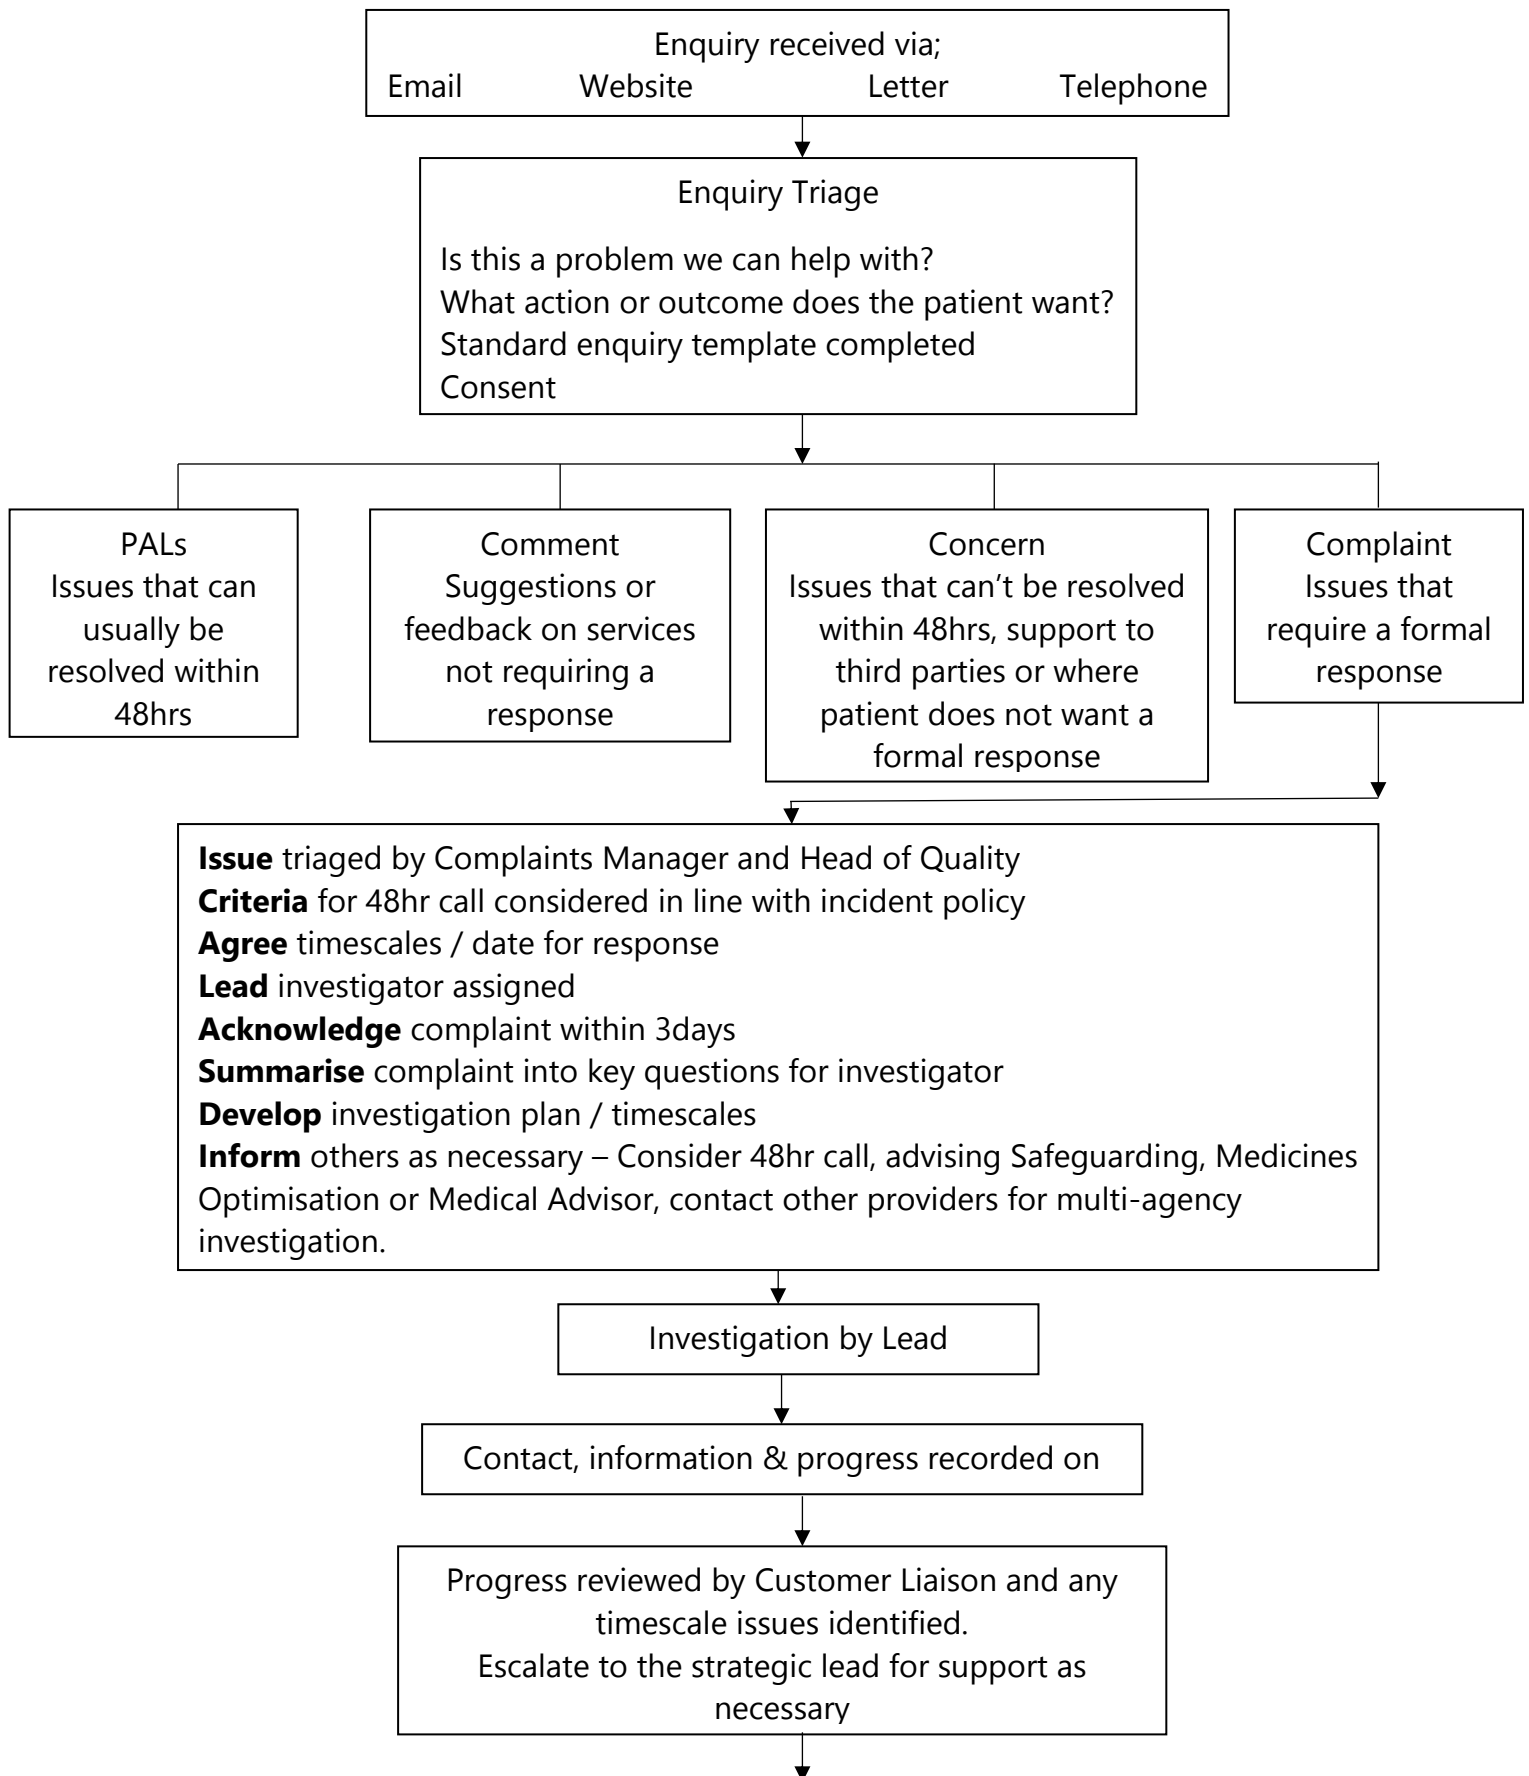 Enquiry received via;
Email Website Letter Telephone
Enquiry Triage
Is this a problem we can help with?
What action or outcome does the patient want?
Standard enquiry template completed
Consent
PALs
Issues that can
usually be
resolved within
48hrs
Comment
Suggestions or
feedback on services
not requiring a
response
Concern
Issues that can’t be resolved
within 48hrs, support to
third parties or where
patient does not want a
formal response
Complaint
Issues that
require a formal
response
Issue triaged by Complaints Manager and Head of Quality
Criteria for 48hr call considered in line with incident policy
Agree timescales / date for response
Lead investigator assigned
Acknowledge complaint within 3days
Summarise complaint into key questions for investigator
Develop investigation plan / timescales
Inform others as necessary – Consider 48hr call, advising Safeguarding, Medicines
Optimisation or Medical Advisor, contact other providers for multi-agency
investigation.
Investigation by Lead
Contact, information & progress recorded on
Progress reviewed by Customer Liaison and any
timescale issues identified.
Escalate to the strategic lead for support as
necessary